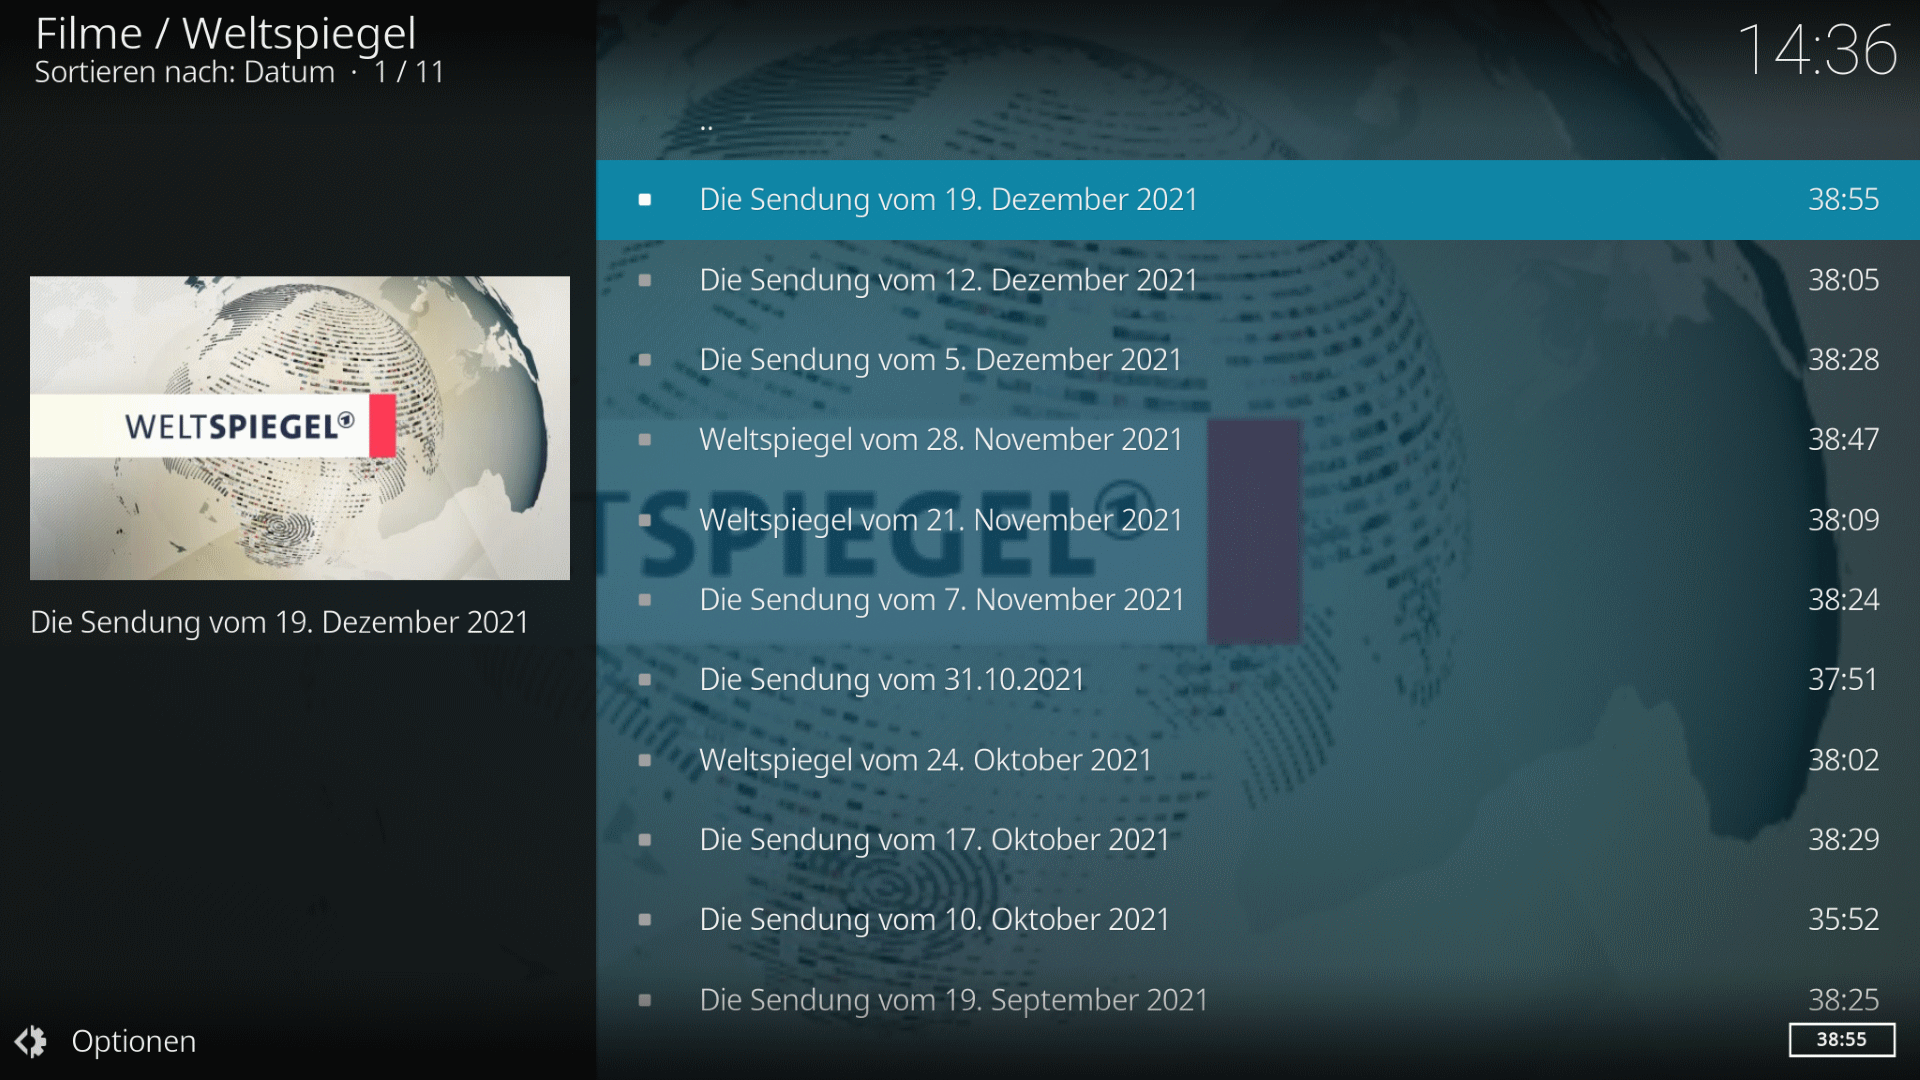 Filme / Weltspiegel
Sortieren nach: Datum · 1 / 11
14:36
..
Die Sendung vom 19. Dezember 2021 38:55
Die Sendung vom 12. Dezember 2021 38:05
Die Sendung vom 5. Dezember 2021 38:28
Weltspiegel vom 28. November 2021 38:47
Weltspiegel vom 21. November 2021 38:09
Die Sendung vom 7. November 2021 38:24
Die Sendung vom 31.10.2021 37:51
Weltspiegel vom 24. Oktober 2021 38:02
Die Sendung vom 17. Oktober 2021 38:29
Die Sendung vom 10. Oktober 2021 35:52
Die Sendung vom 19. September 2021 38:25
WELTSPIEGEL
Die Sendung vom 19. Dezember 2021
TSPIEGEL
Optionen
38:55